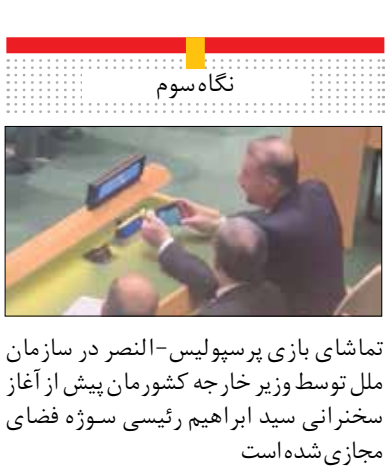 نگاه سوم
تماشای بازی پرسپولیس-النصر در سازمان
ملل توسط وزیر خارجه کشورمان پیش از آغاز
سخنرانی سید ابراهیم رئیسی سوژه فضای
مجازی شده است